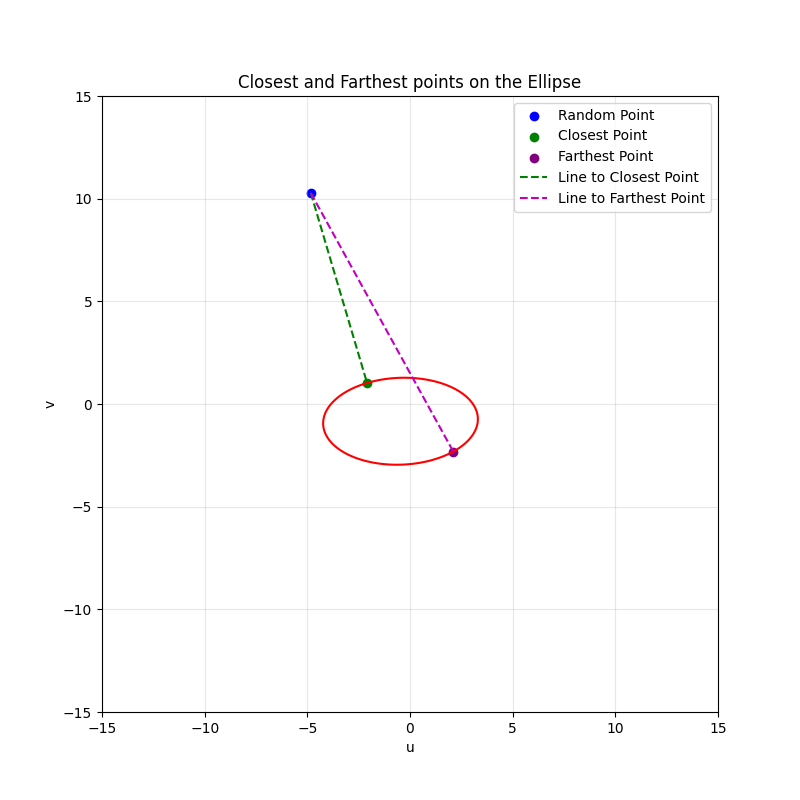 Closest and Farthest points on the Ellipse
15
10
5
0
−5
−10
−15
v
−15 −10 −5 0 5 10 15
u
Random Point
Closest Point
Farthest Point
Line to Closest Point
Line to Farthest Point